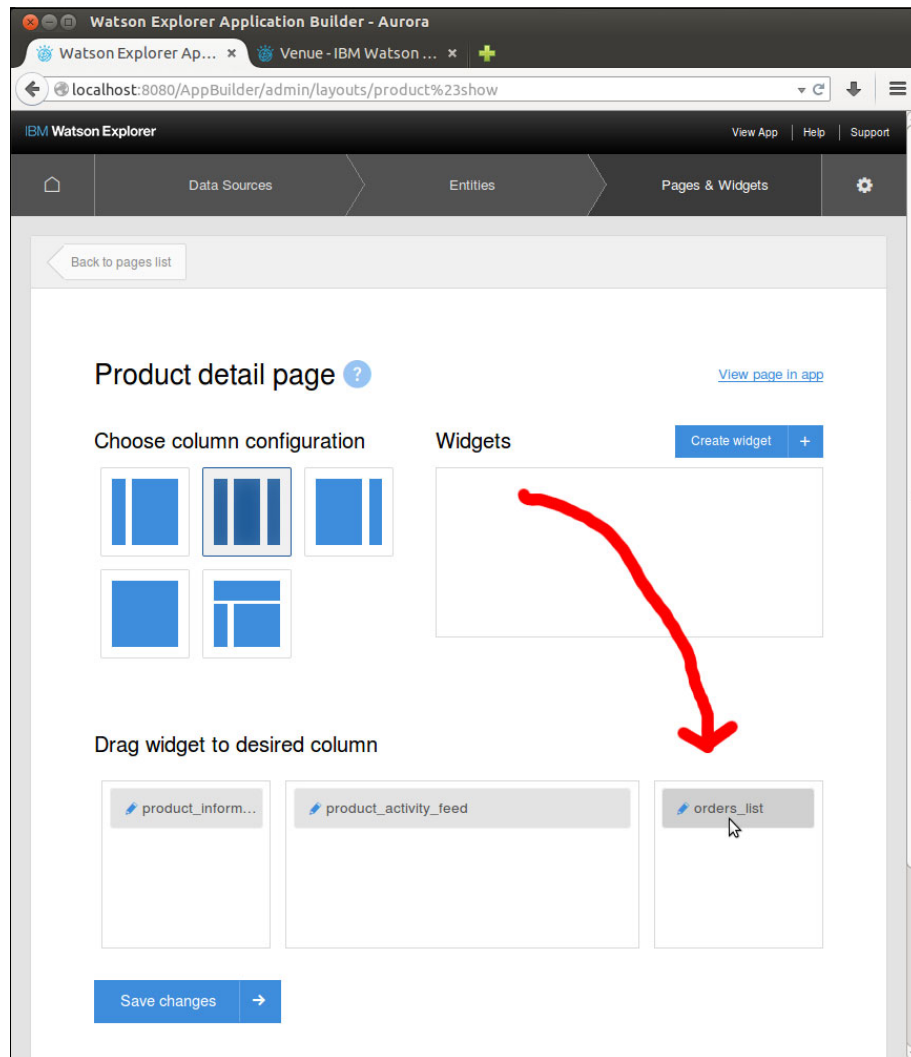 Watson Explorer Application Builder - Aurora
Watson Explorer Ap... × Venue - IBM Watson ... ×
localhost:8080/AppBuilder/admin/layouts/product%23show
IBM Watson Explorer View App Help Support
Data Sources Entities Pages & Widgets
Back to pages list
Product detail page ? View page in app
Choose column configuration Widgets Create widget +
Drag widget to desired column
product_inform... product_activity_feed orders_list
Save changes →